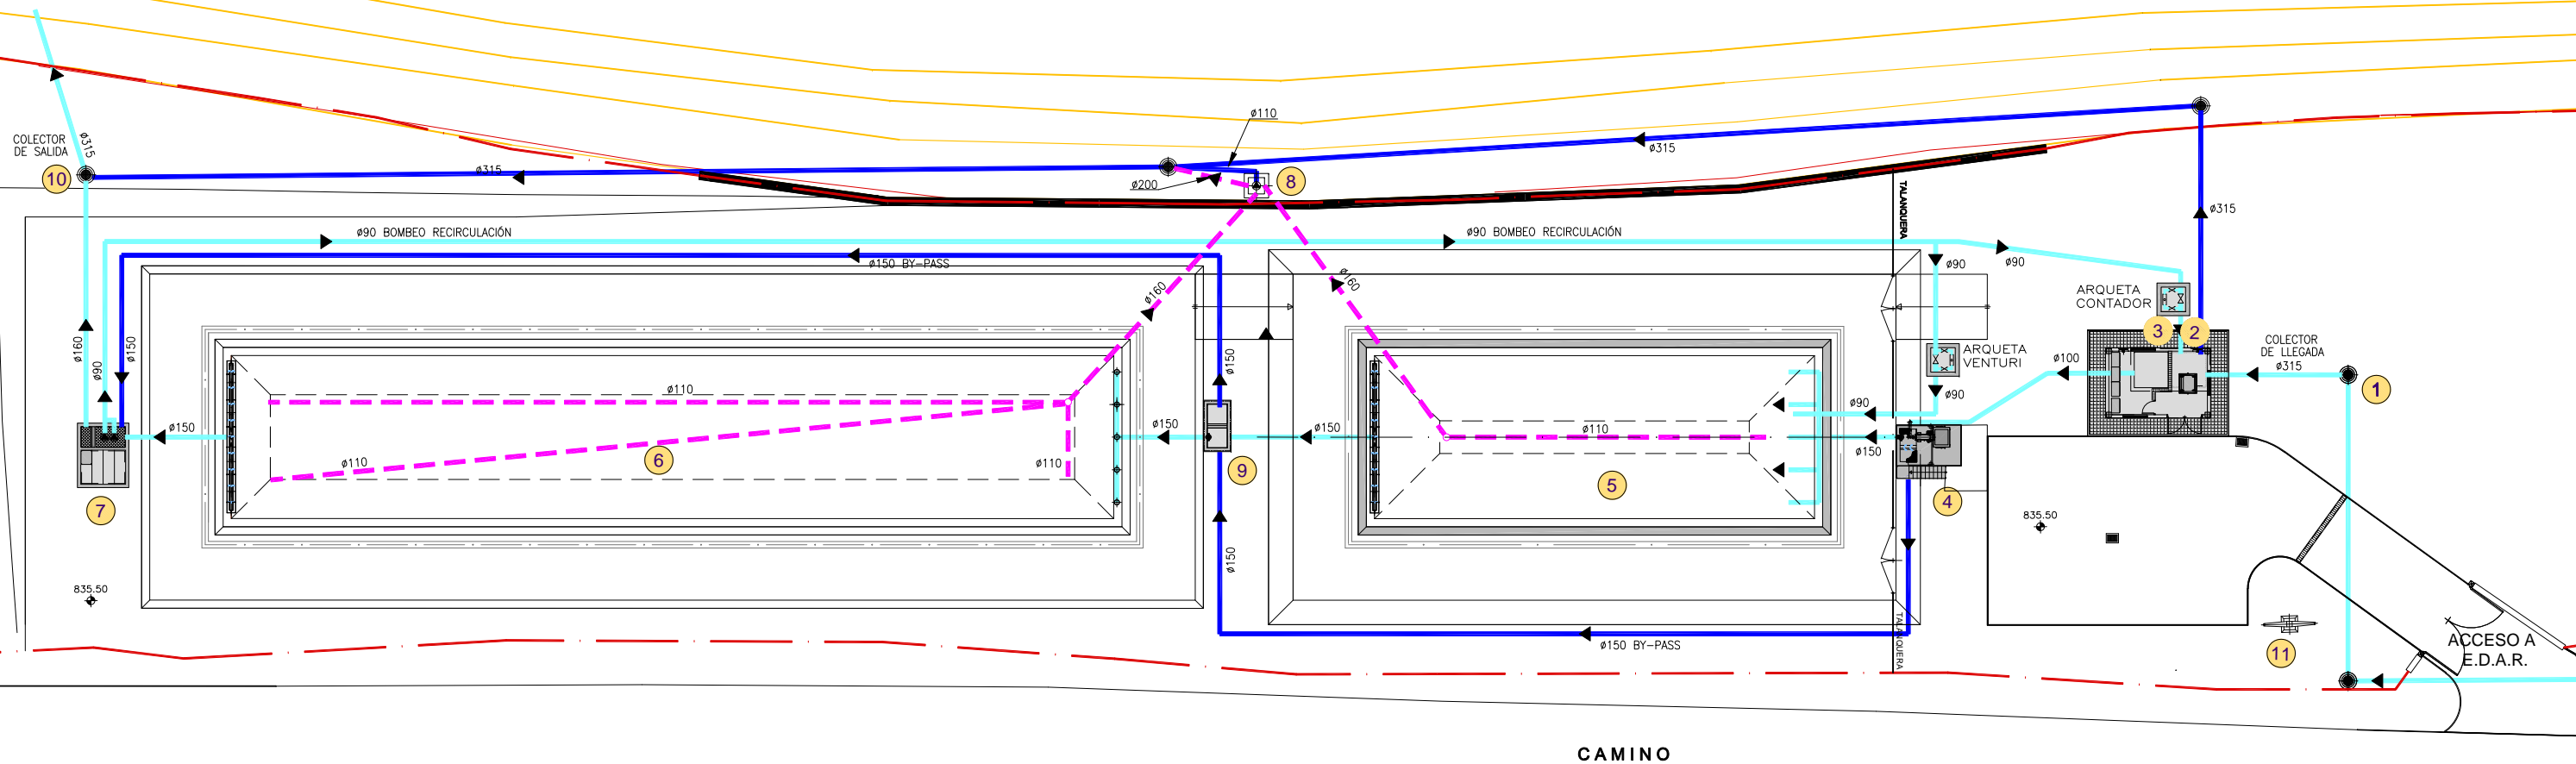 ø110
COLECTOR
DE SALIDA
ø315
10
ø315
ø200
8
ø315
TALANQUERA
ø315
ø90 BOMBEO RECIRCULACIÓN
ø90 BOMBEO RECIRCULACIÓN
ø150 BY-PASS
ø90
ø90
ø160
ø160
ARQUETA
CONTADOR
3
2
COLECTOR
DE LLEGADA
ø315
ø160
ø90
ø150
ø150
ARQUETA
VENTURI
ø100
1
ø110
ø90
ø90
ø150
ø150
ø150
ø110
ø150
ø110
6
ø110
9
5
4
7
835.50
ø150
835.50
TALANQUERA
ø150 BY-PASS
11
ACCESO A
E.D.A.R.
CAMINO